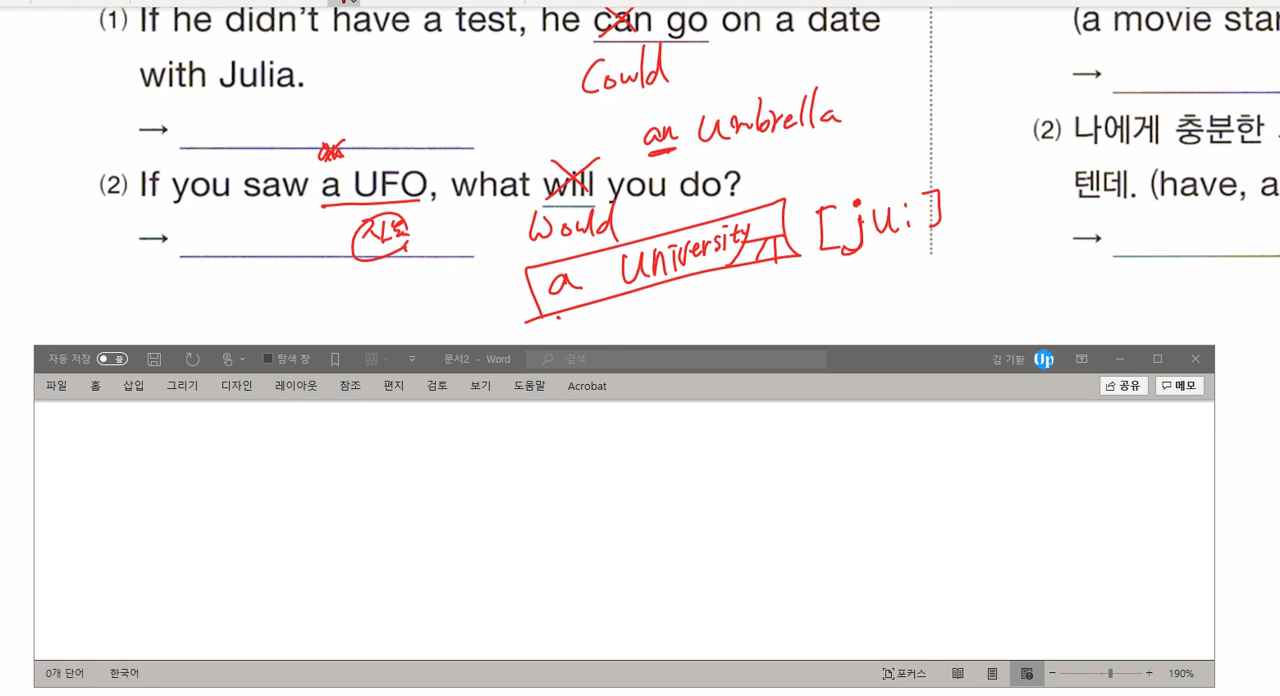 (1) If he didn't have a test, he can go on a date
Could
with Julia.
→
an Umbrella
(2) If you saw a UFO, what will you do?
Would
→
a University
[ju:]
(a movie star
→
(2) 나에게 충분한
텐데. (have, a
→
자동 저장 끔 탐색 창 문서2 - Word 검색 김 기환 Up
파일 홈 삽입 그리기 디자인 레이아웃 참조 편지 검토 보기 도움말 Acrobat 공유 메모
0개 단어 한국어 포커스 − + 190%